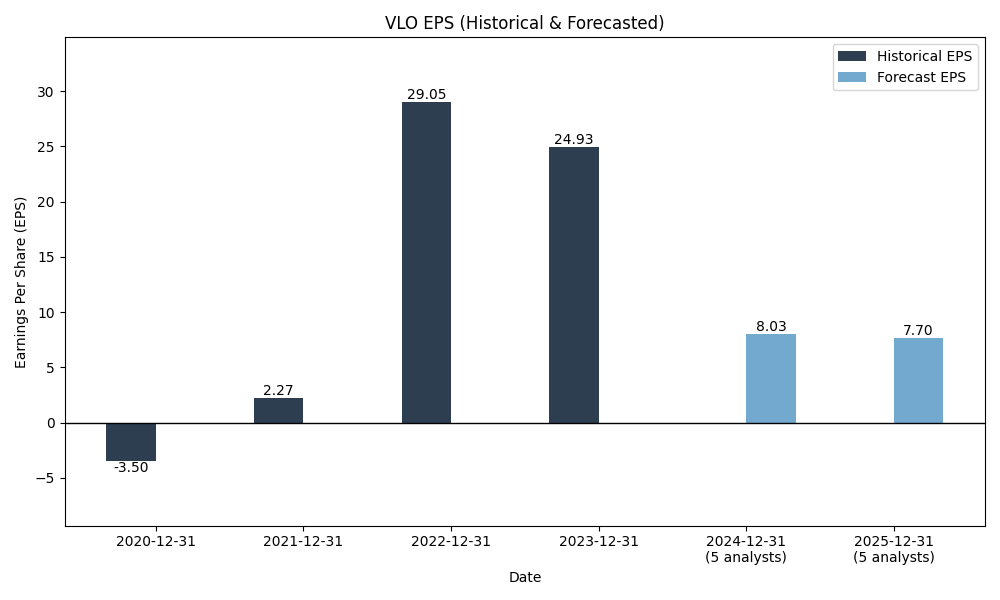 VLO EPS (Historical & Forecasted)
Historical EPS
Forecast EPS
Earnings Per Share (EPS)
30
25
20
15
10
5
0
−5
-3.50
2.27
29.05
24.93
8.03
7.70
2020-12-31
2021-12-31
2022-12-31
2023-12-31
2024-12-31
(5 analysts)
2025-12-31
(5 analysts)
Date